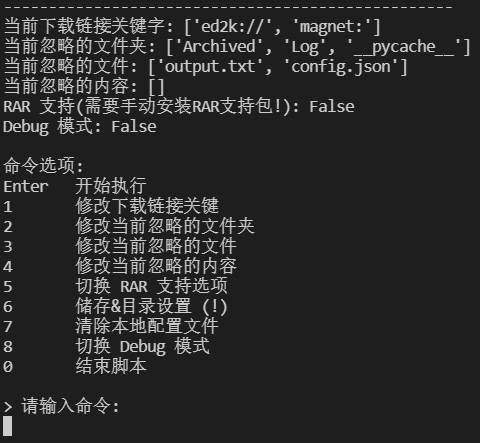 --------------------------------------------------
当前下载链接关键字: ['ed2k://', 'magnet:']
当前忽略的文件夹: ['Archived', 'Log', '__pycache__']
当前忽略的文件: ['output.txt', 'config.json']
当前忽略的内容: []
RAR 支持(需要手动安装RAR支持包!): False
Debug 模式: False
命令选项:
Enter 开始执行
1 修改下载链接关键
2 修改当前忽略的文件夹
3 修改当前忽略的文件
4 修改当前忽略的内容
5 切换 RAR 支持选项
6 储存&目录设置 (!)
7 清除本地配置文件
8 切换 Debug 模式
0 结束脚本
> 请输入命令: